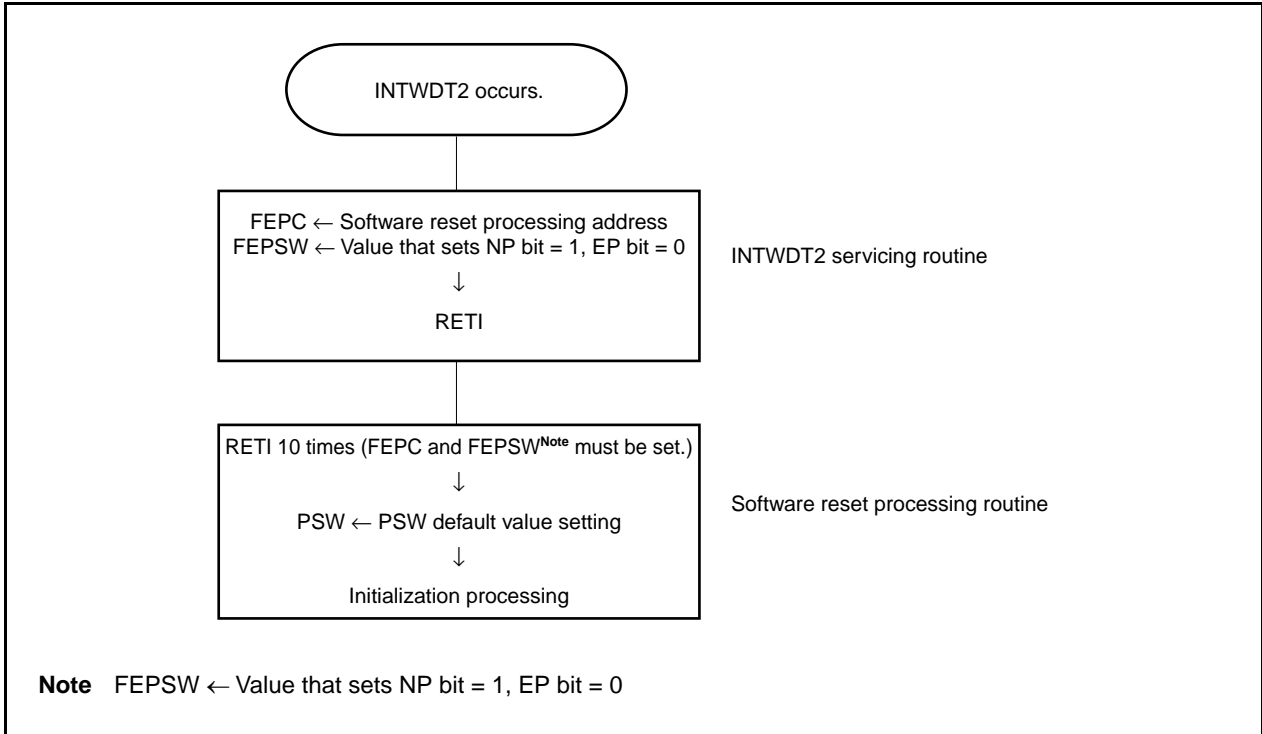 INTWDT2 occurs.
FEPC ← Software reset processing address
FEPSW ← Value that sets NP bit = 1, EP bit = 0
↓
RETI
INTWDT2 servicing routine
RETI 10 times (FEPC and FEPSWNote must be set.)
↓
PSW ← PSW default value setting
↓
Initialization processing
Software reset processing routine
Note FEPSW ← Value that sets NP bit = 1, EP bit = 0